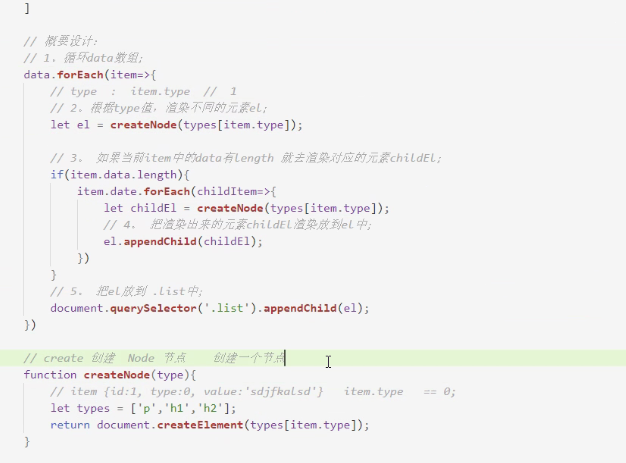 ]
// 概要设计:
// 1、循环data数组;
data.forEach(item=>{
// type : item.type // 1
// 2、根据type值，渲染不同的元素el;
let el = createNode(types[item.type]);
// 3、 如果当前item中的data有length 就去渲染对应的元素childEl;
if(item.data.length){
item.date.forEach(childItem=>{
let childEl = createNode(types[item.type]);
// 4、 把渲染出来的元素childEl渲染放到el中;
el.appendChild(childEl);
})
}
// 5、 把el放到 .list中;
document.querySelector('.list').appendChild(el);
})
// create 创建 Node 节点 创建一个节点
function createNode(type){
// item {id:1, type:0, value:'sdjfkalsd'} item.type == 0;
let types = ['p','h1','h2'];
return document.createElement(types[item.type]);
}